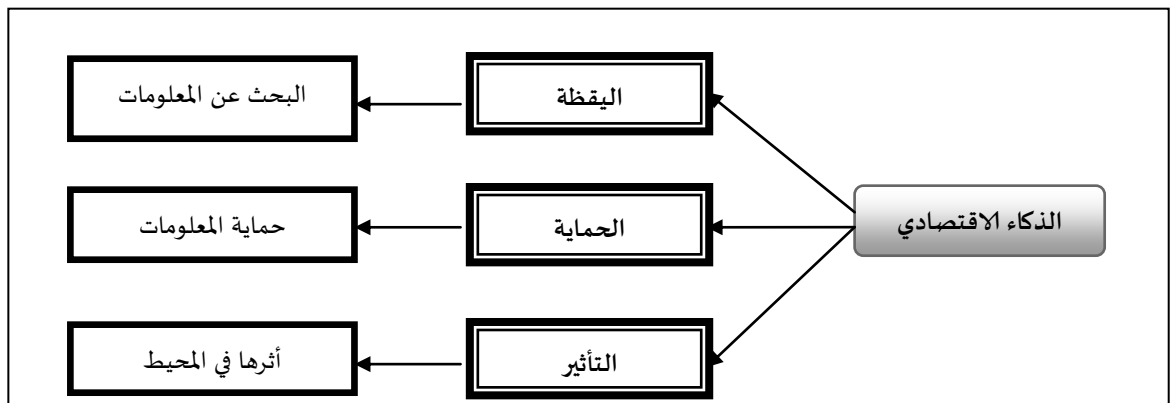 البحث عن المعلومات
اليقظة
الذكاء الاقتصادي
حماية المعلومات
الحماية
أثرها في المحيط
التأثير